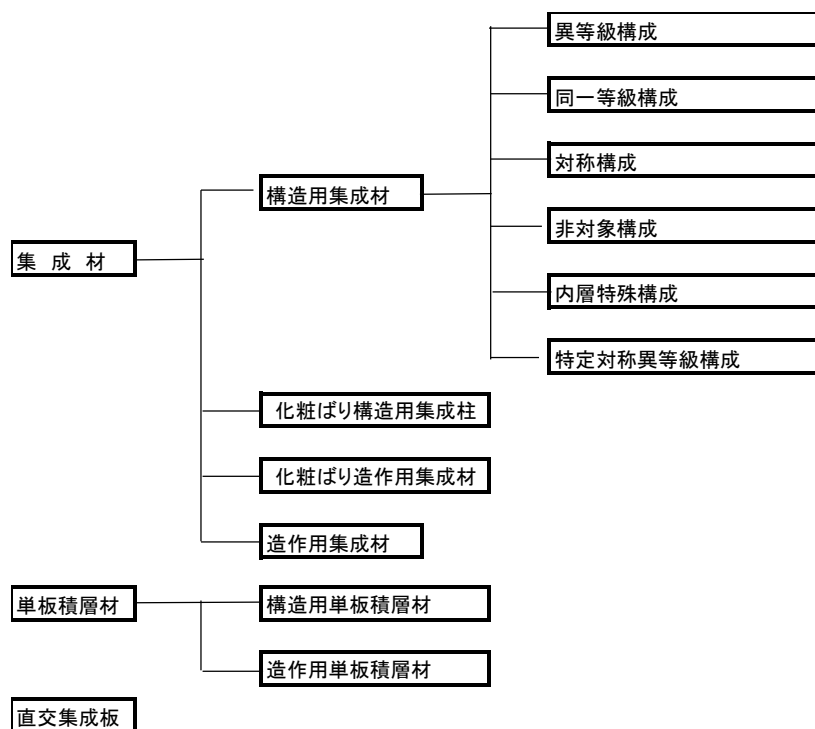 異等級構成
同一等級構成
対称構成
構造用集成材
非対象構成
集 成 材
内層特殊構成
特定対称異等級構成
化粧ばり構造用集成柱
化粧ばり造作用集成材
造作用集成材
単板積層材
構造用単板積層材
造作用単板積層材
直交集成板